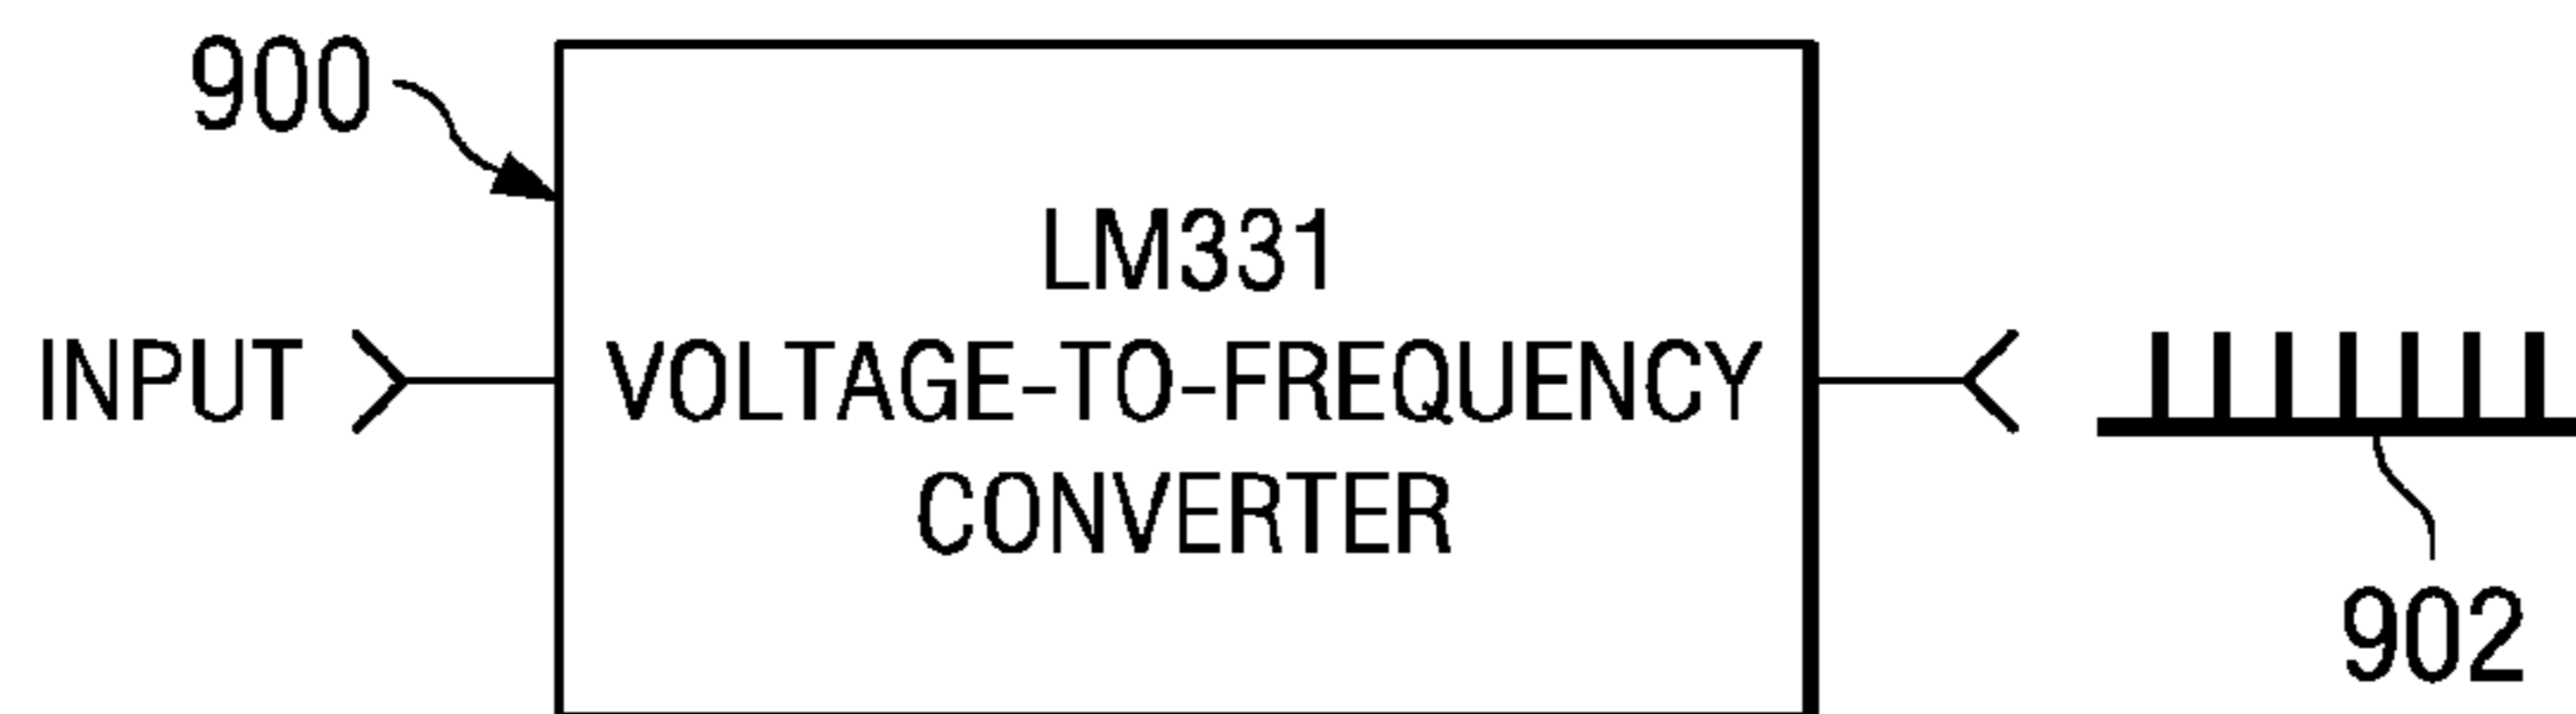 900
LM331
INPUT
VOLTAGE-TO-FREQUENCY
CONVERTER
902